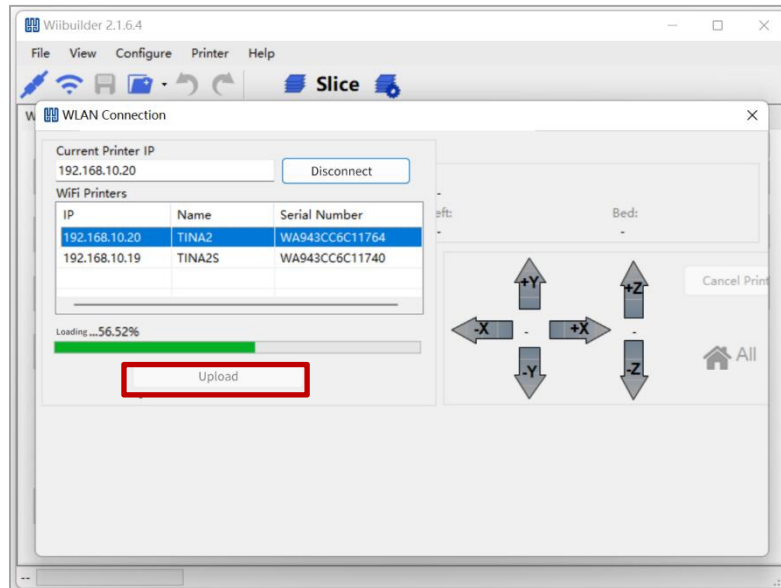 Wiibuilder 2.1.6.4
File View Configure Printer Help
Slice
WLAN Connection
Current Printer IP
192.168.10.20 Disconnect
WiFi Printers
IP Name Serial Number
192.168.10.20 TINA2 WA943CC6C11764
192.168.10.19 TINA2S WA943CC6C11740
Loading ...56.52%
Upload
-
eft: Bed:
- -
+Y +Z Cancel Print
-X - +X -
All
-Y -Z
--